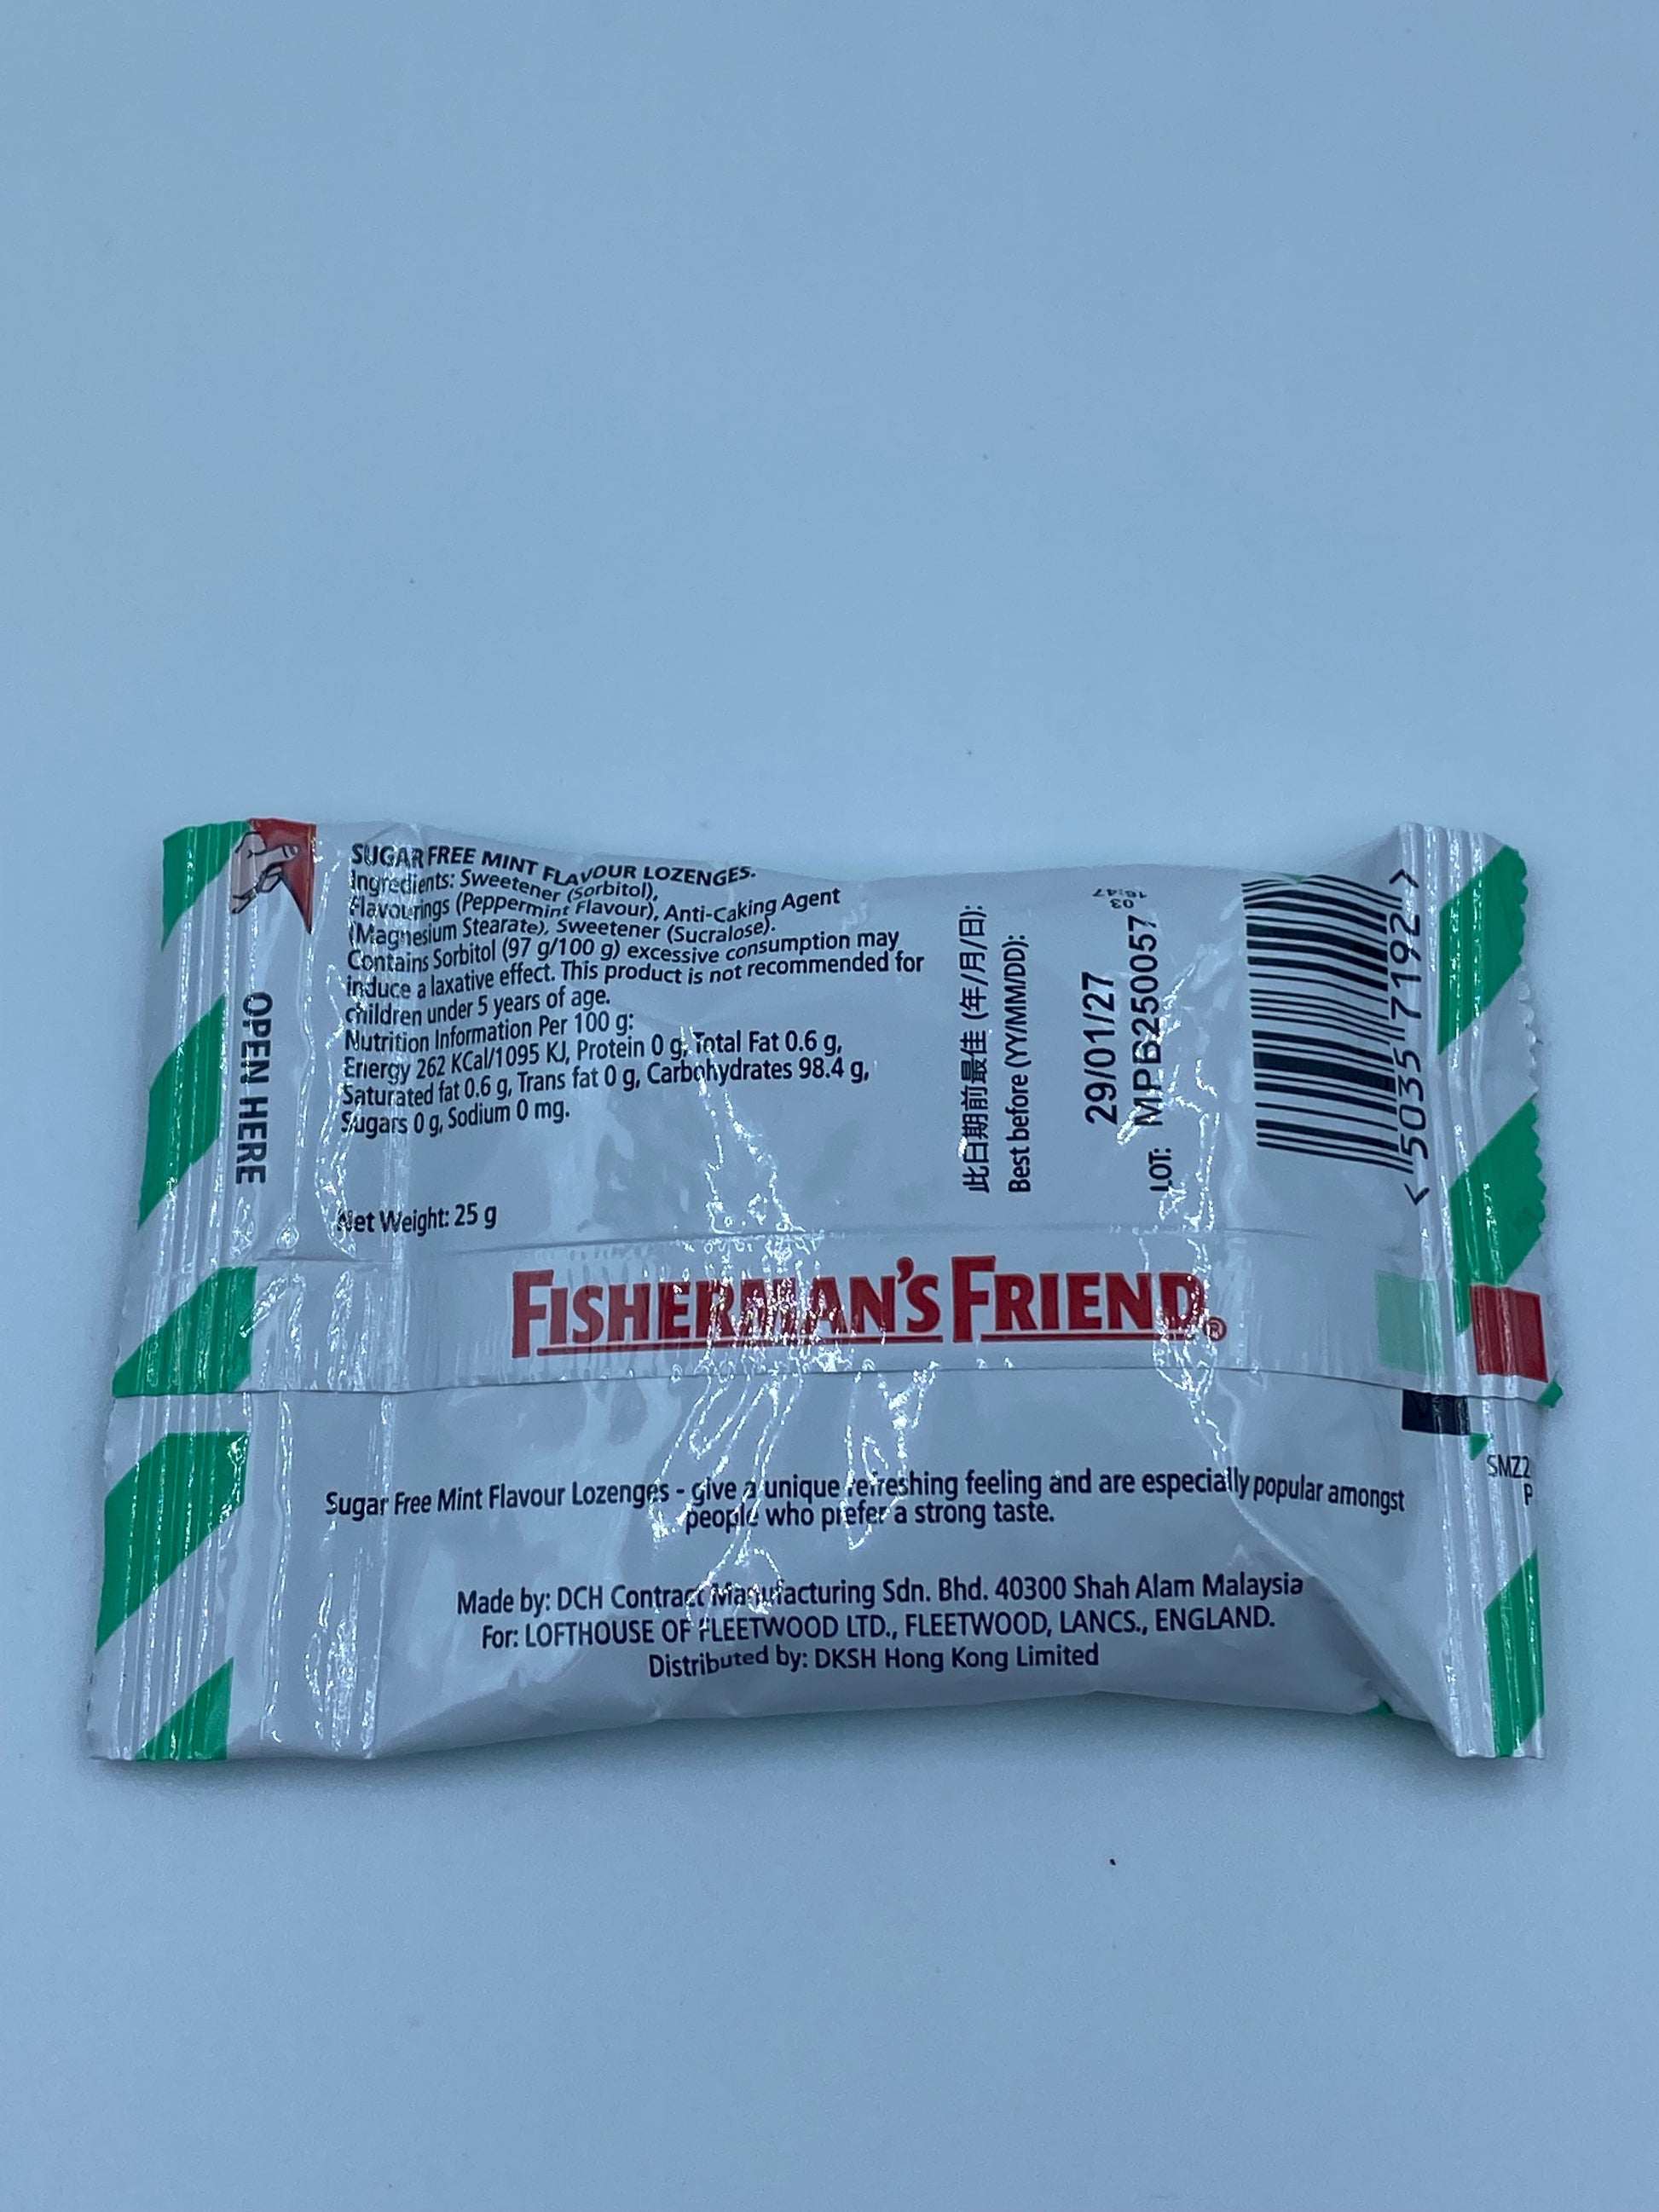 SUGAR FREE MINT FLAVOUR LOZENGES.
Ingredients: Sweetener (Sorbitol),
Flavourings (Peppermint Flavour), Anti-Caking Agent
(Magnesium Stearate), Sweetener (Sucralose).
Contains Sorbitol (97 g/100 g) excessive consumption may
induce a laxative effect. This product is not recommended for
children under 5 years of age.
Nutrition Information Per 100 g:
Energy 262 KCal/1095 KJ, Protein 0 g, Total Fat 0.6 g,
Saturated fat 0.6 g, Trans fat 0 g, Carbohydrates 98.4 g,
Sugars 0 g, Sodium 0 mg.
Net Weight: 25 g
OPEN HERE
此日期前最佳 (年/月/日):
Best before (YY/MM/DD):
29/01/27
LOT: MPB250057
03
16:47
<5035 7192>
FISHERMAN'S FRIEND®
SMZ2
P
Sugar Free Mint Flavour Lozenges - give a unique refreshing feeling and are especially popular amongst
people who prefer a strong taste.
Made by: DCH Contract Manufacturing Sdn. Bhd. 40300 Shah Alam Malaysia
For: LOFTHOUSE OF FLEETWOOD LTD., FLEETWOOD, LANCS., ENGLAND.
Distributed by: DKSH Hong Kong Limited